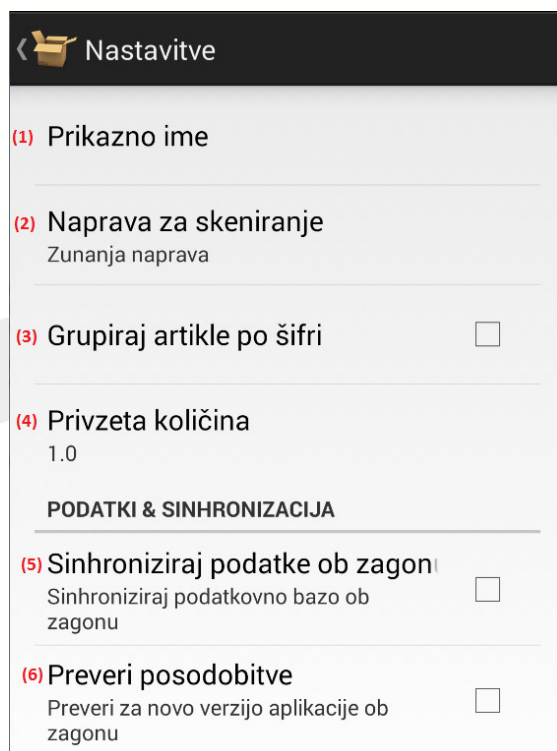 Nastavitve
(1) Prikazno ime
(2) Naprava za skeniranje
Zunanja naprava
(3) Grupiraj artikle po šifri
(4) Privzeta količina
1.0
PODATKI & SINHRONIZACIJA
(5) Sinhroniziraj podatke ob zagonu
Sinhroniziraj podatkovno bazo ob
zagonu
(6) Preveri posodobitve
Preveri za novo verzijo aplikacije ob
zagonu